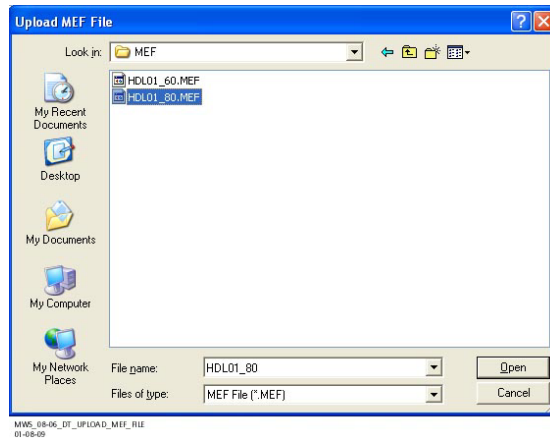 Upload MEF File
Look in: MEF
HDL01_60.MEF
HDL01_80.MEF
My Recent
Documents
Desktop
My Documents
My Computer
My Network
Places
File name: HDL01_80 Open
Files of type: MEF File (*.MEF) Cancel
MWS_08-06_DT_UPLOAD_MEF_FILE
01-08-09